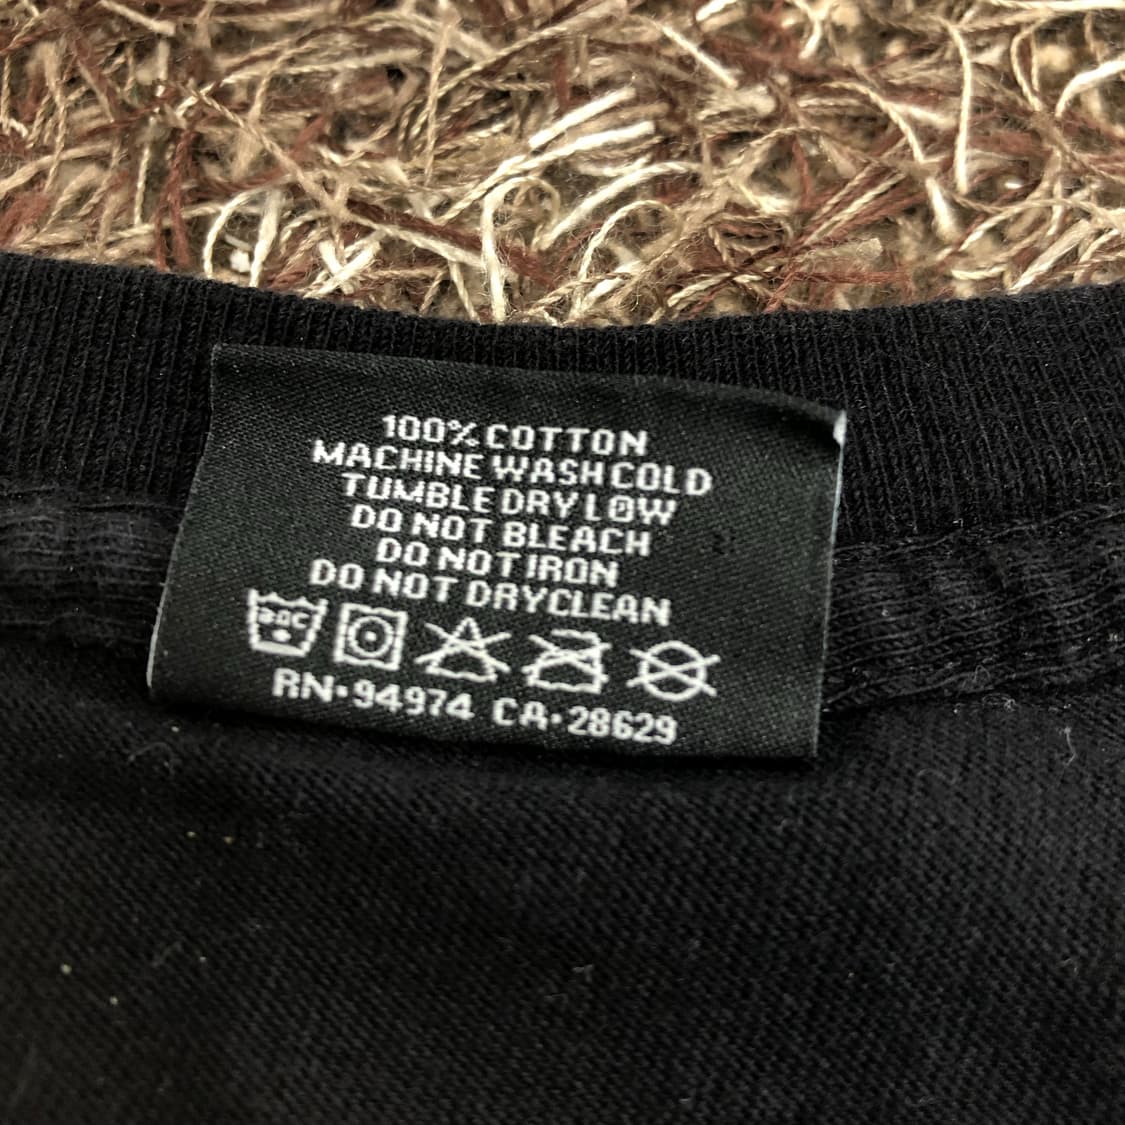 100% COTTON
MACHINE WASH COLD
TUMBLE DRY LOW
DO NOT BLEACH
DO NOT IRON
DO NOT DRYCLEAN
30C
RN·94974 CA·28629